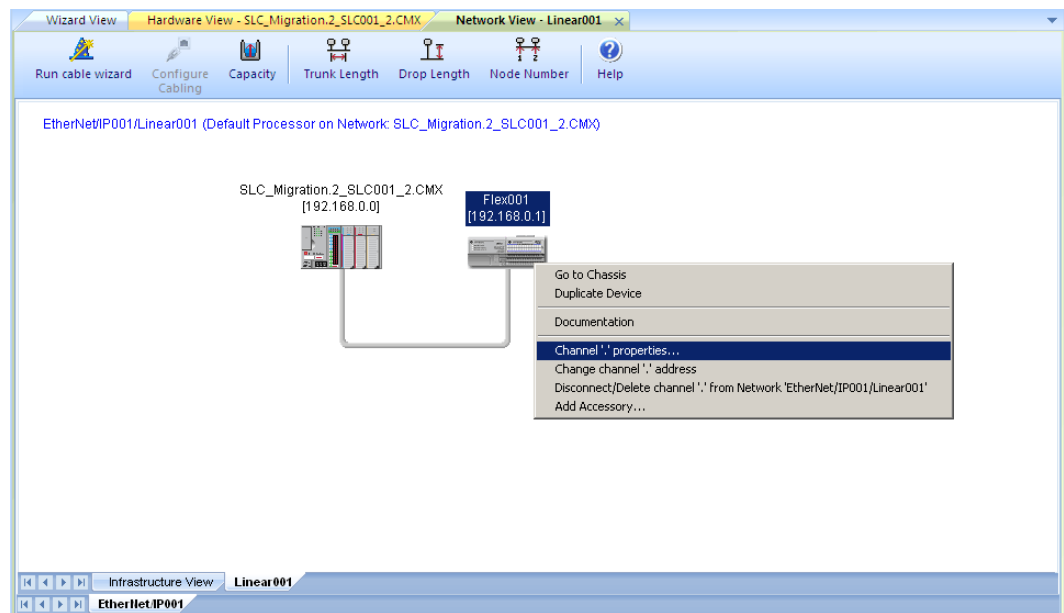 Wizard View Hardware View - SLC_Migration.2_SLC001_2.CMX Network View - Linear001
Run cable wizard Configure Cabling Capacity Trunk Length Drop Length Node Number Help
EtherNet/IP001/Linear001 (Default Processor on Network: SLC_Migration.2_SLC001_2.CMX)
SLC_Migration.2_SLC001_2.CMX
[192.168.0.0]
Flex001
[192.168.0.1]
Go to Chassis
Duplicate Device
Documentation
Channel '.' properties...
Change channel '.' address
Disconnect/Delete channel '.' from Network 'EtherNet/IP001/Linear001'
Add Accessory...
Infrastructure View Linear001
EtherNet/IP001